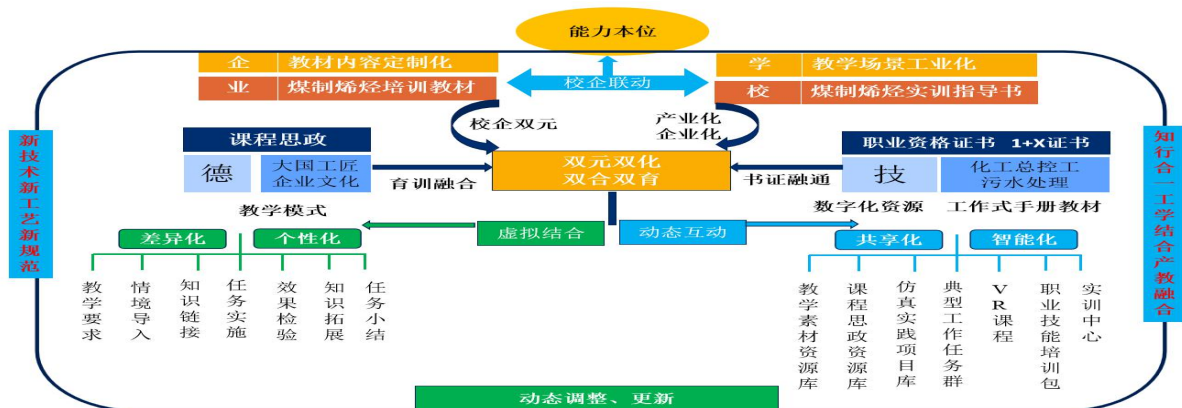 能力本位
企 教材内容定制化
业 煤制烯烃培训教材
校企联动
学 教学场景工业化
校 煤制烯烃实训指导书
校企双元
产业化
企业化
新技术新工艺新规范
课程思政
德
大国工匠
企业文化
育训融合
双元双化
双合双育
书证融通
职业资格证书 1+X证书
技
化工总控工
污水处理
知行合一工学结合产教融合
教学模式
虚拟结合
动态互动
数字化资源
工作式手册教材
差异化
个性化
共享化
智能化
教学要求
情境导入
知识链接
任务实施
效果检验
知识拓展
任务小结
教学素材资源库
课程思政资源库
仿真实践项目库
典型工作任务群
VR课程
职业技能培训包
实训中心
动态调整、更新